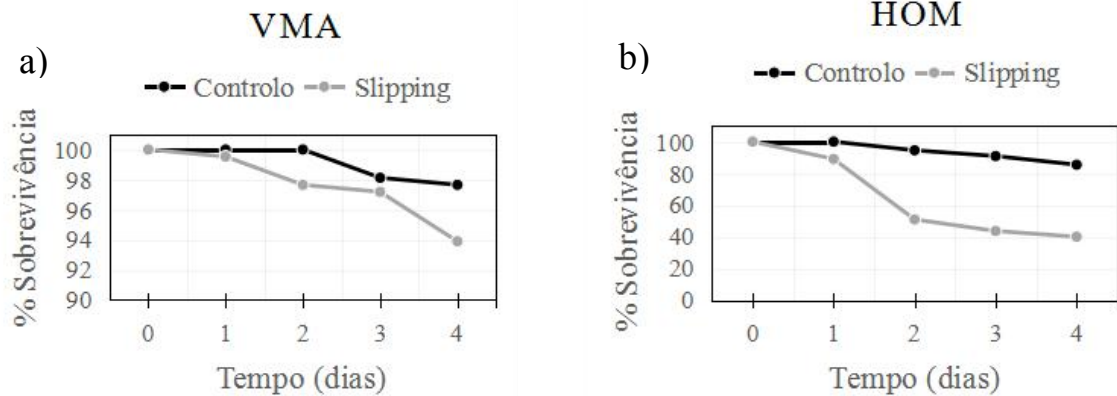 VMA
a)
Controlo Slipping
% Sobrevivência
100
98
96
94
92
90
0 1 2 3 4
Tempo (dias)
HOM
b)
Controlo Slipping
% Sobrevivência
100
80
60
40
20
0
0 1 2 3 4
Tempo (dias)